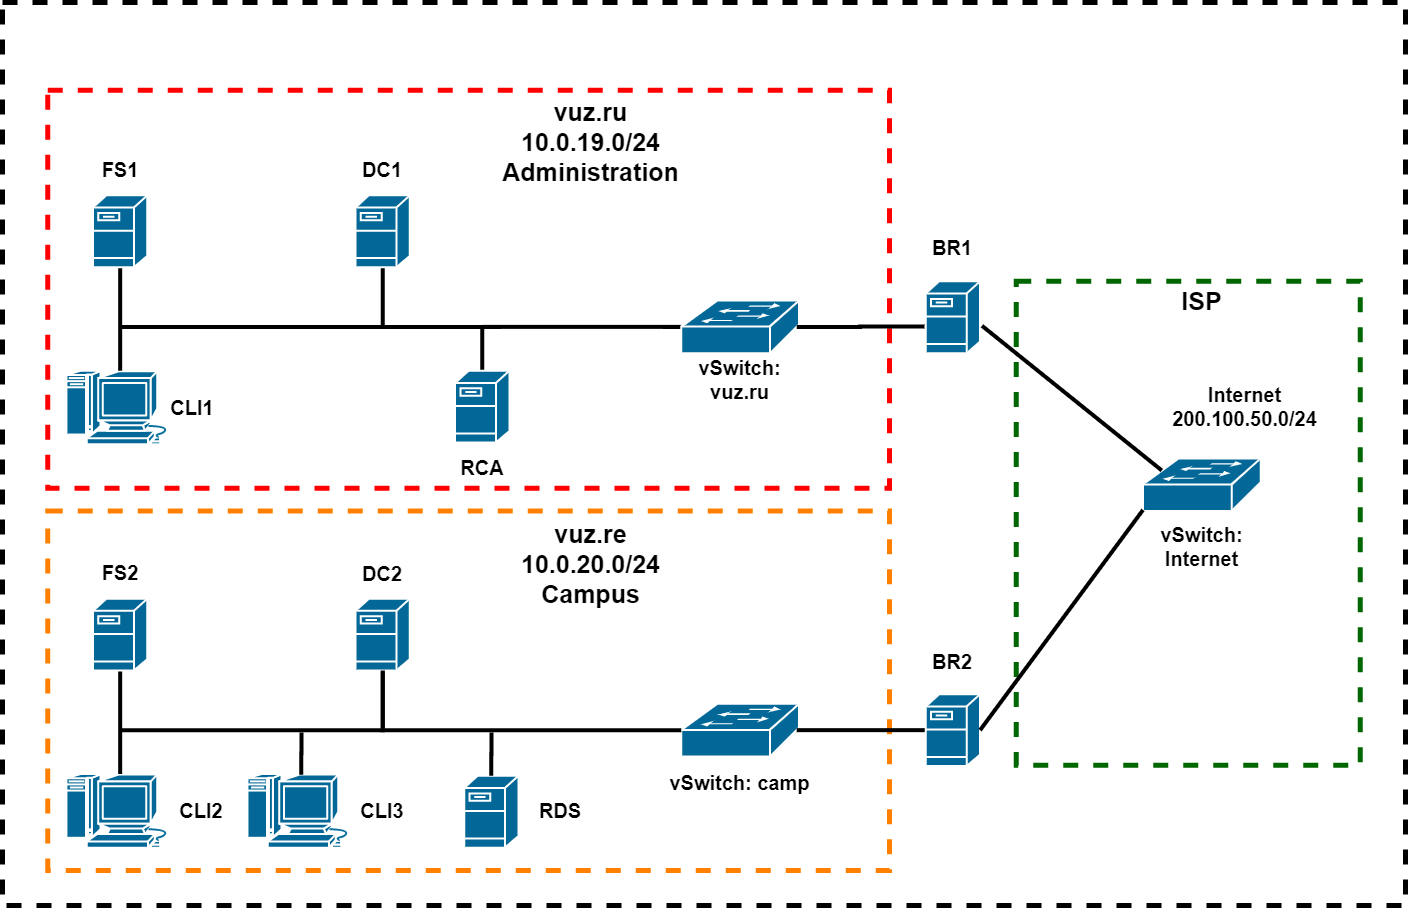 vuz.ru
10.0.19.0/24
Administration
FS1
DC1
CLI1
RCA
vSwitch:
vuz.ru
BR1
ISP
Internet
200.100.50.0/24
vSwitch:
Internet
vuz.re
10.0.20.0/24
Campus
FS2
DC2
CLI2
CLI3
RDS
vSwitch: camp
BR2